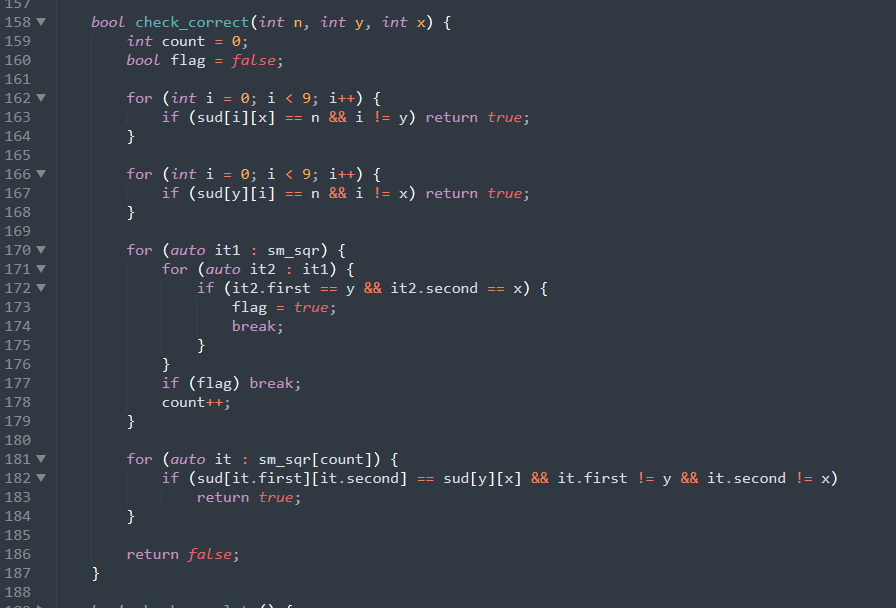 157
158 bool check_correct(int n, int y, int x) {
159 int count = 0;
160 bool flag = false;
161
162 for (int i = 0; i < 9; i++) {
163 if (sud[i][x] == n && i != y) return true;
164 }
165
166 for (int i = 0; i < 9; i++) {
167 if (sud[y][i] == n && i != x) return true;
168 }
169
170 for (auto it1 : sm_sqr) {
171 for (auto it2 : it1) {
172 if (it2.first == y && it2.second == x) {
173 flag = true;
174 break;
175 }
176 }
177 if (flag) break;
178 count++;
179 }
180
181 for (auto it : sm_sqr[count]) {
182 if (sud[it.first][it.second] == sud[y][x] && it.first != y && it.second != x)
183 return true;
184 }
185
186 return false;
187 }
188